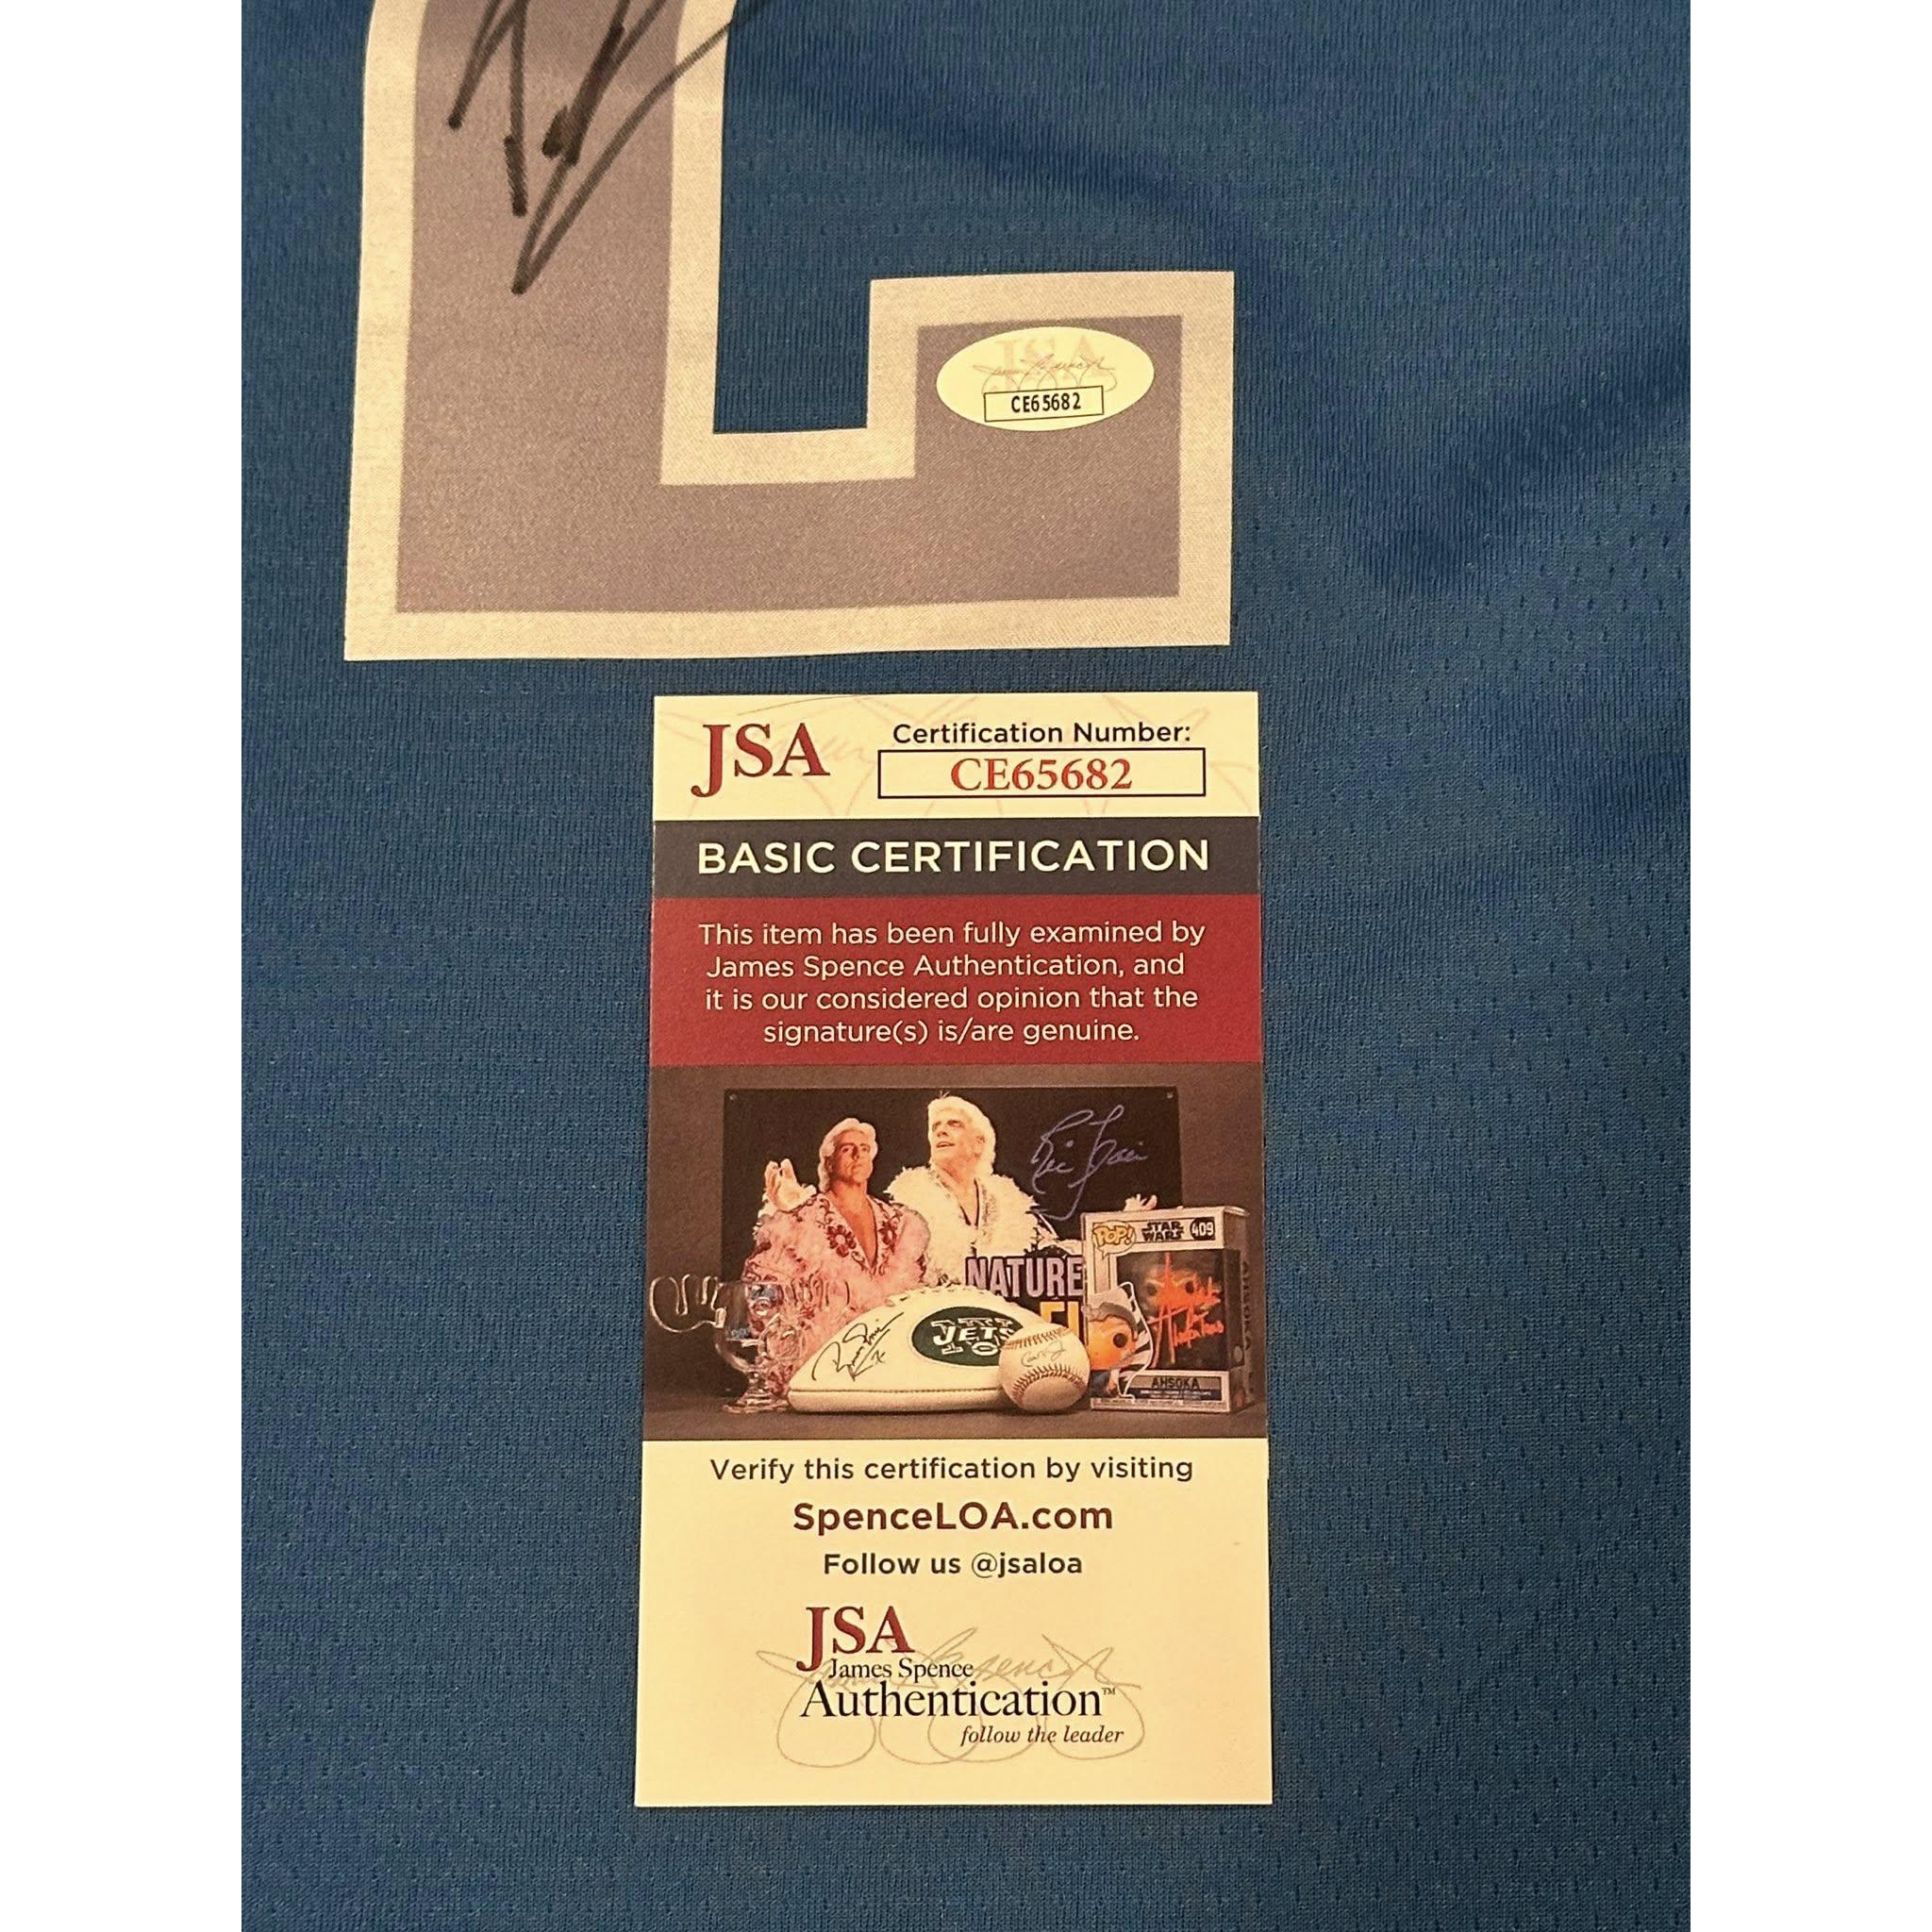 CE65682
JSA
Certification Number:
CE65682
BASIC CERTIFICATION
This item has been fully examined by
James Spence Authentication, and
it is our considered opinion that the
signature(s) is/are genuine.
POP! STAR WARS 409
NATURE
JETS
AHSOKA
Verify this certification by visiting
SpenceLOA.com
Follow us @jsaloa
JSA
James Spence
Authentication™
follow the leader